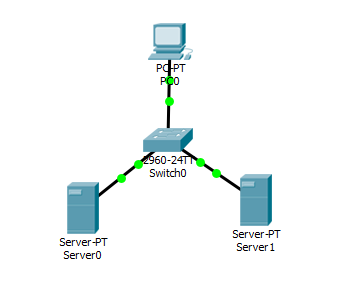 PC-PT
PC0
2960-24TT
Switch0
Server-PT
Server0
Server-PT
Server1